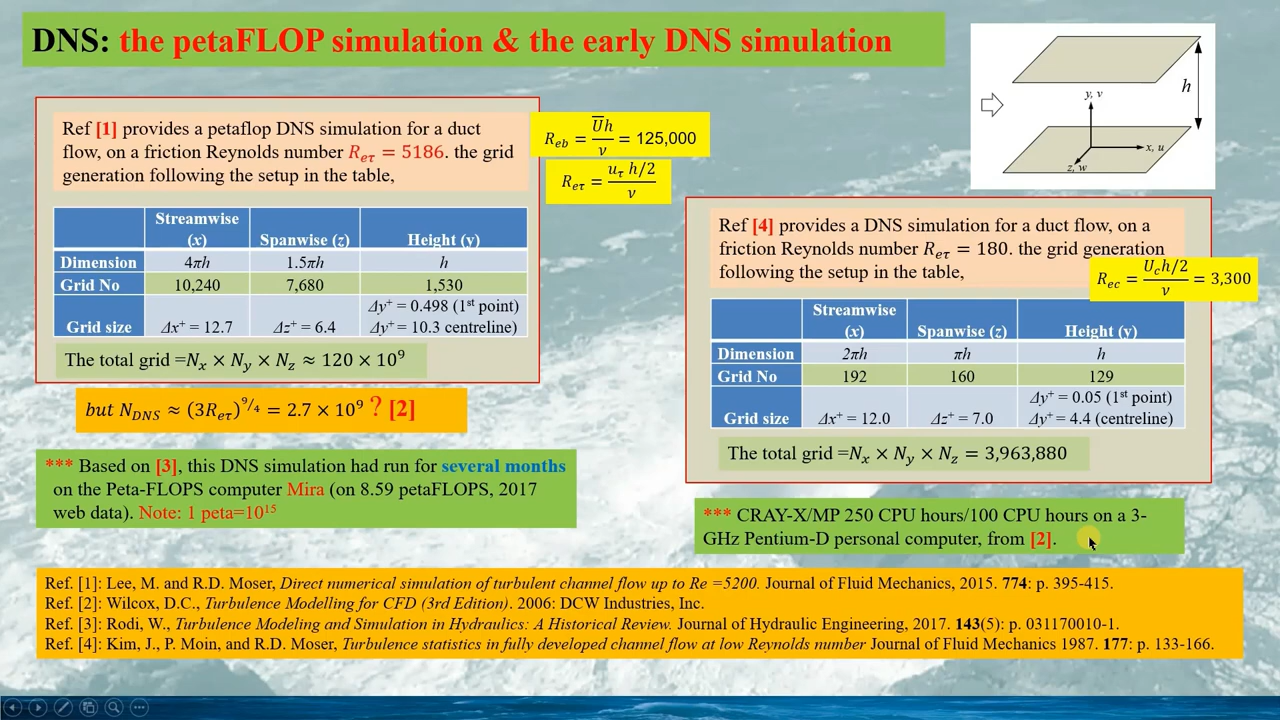 DNS: the petaFLOP simulation & the early DNS simulation
h
y, v
x, u
z, w
Ref [1] provides a petaflop DNS simulation for a duct
flow, on a friction Reynolds number R_eτ = 5186. the grid
generation following the setup in the table,
R_eb = U̅h/ν = 125,000
R_eτ = u_τ h/2/ν
Streamwise
(x) Spanwise (z) Height (y)
Dimension 4πh 1.5πh h
Grid No 10,240 7,680 1,530
Δy⁺ = 0.498 (1st point)
Grid size Δx⁺ = 12.7 Δz⁺ = 6.4 Δy⁺ = 10.3 centreline)
The total grid =N_x × N_y × N_z ≈ 120 × 10⁹
but N_DNS ≈ (3R_eτ)^9/4 = 2.7 × 10⁹ ? [2]
*** Based on [3], this DNS simulation had run for several months
on the Peta-FLOPS computer Mira (on 8.59 petaFLOPS, 2017
web data). Note: 1 peta=10¹⁵
Ref [4] provides a DNS simulation for a duct flow, on a
friction Reynolds number R_eτ = 180. the grid generation
following the setup in the table,
R_ec = U_c h/2/ν = 3,300
Streamwise
(x) Spanwise (z) Height (y)
Dimension 2πh πh h
Grid No 192 160 129
Δy⁺ = 0.05 (1st point)
Grid size Δx⁺ = 12.0 Δz⁺ = 7.0 Δy⁺ = 4.4 (centreline)
The total grid =N_x × N_y × N_z = 3,963,880
*** CRAY-X/MP 250 CPU hours/100 CPU hours on a 3-
GHz Pentium-D personal computer, from [2].
Ref. [1]: Lee, M. and R.D. Moser, Direct numerical simulation of turbulent channel flow up to Re =5200. Journal of Fluid Mechanics, 2015. 774: p. 395-415.
Ref. [2]: Wilcox, D.C., Turbulence Modelling for CFD (3rd Edition). 2006: DCW Industries, Inc.
Ref. [3]: Rodi, W., Turbulence Modeling and Simulation in Hydraulics: A Historical Review. Journal of Hydraulic Engineering, 2017. 143(5): p. 031170010-1.
Ref. [4]: Kim, J., P. Moin, and R.D. Moser, Turbulence statistics in fully developed channel flow at low Reynolds number Journal of Fluid Mechanics 1987. 177: p. 133-166.